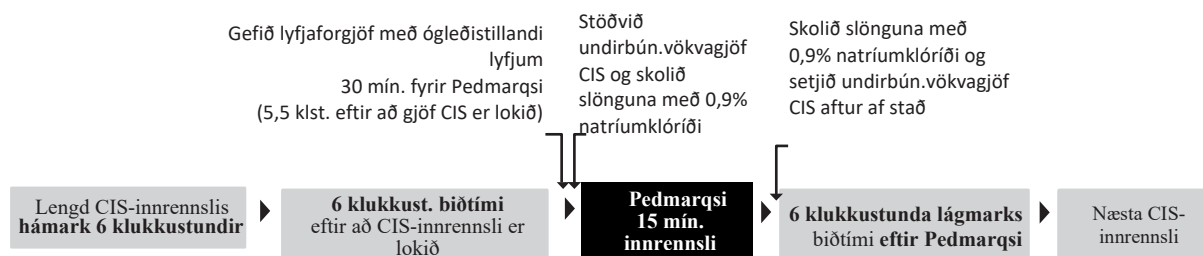 Gefið lyfjaforgjöf með ógleðistillandi
lyfjum
30 mín. fyrir Pedmarqsi
(5,5 klst. eftir að gjöf CIS er lokið)
Stöðvið
undirbún.vökvagjöf
CIS og skolið
slönguna með 0,9%
natríumklóríði
Skolið slönguna með
0,9% natríumklóríði og
setjið undirbún.vökvagjöf
CIS aftur af stað
Lengd CIS-innrennslis
hámark 6 klukkustundir
6 klukkust. biðtími
eftir að CIS-innrennsli er
lokið
Pedmarqsi
15 mín.
innrennsli
6 klukkustunda lágmarks
biðtími eftir Pedmarqsi
Næsta CIS-
innrennsli